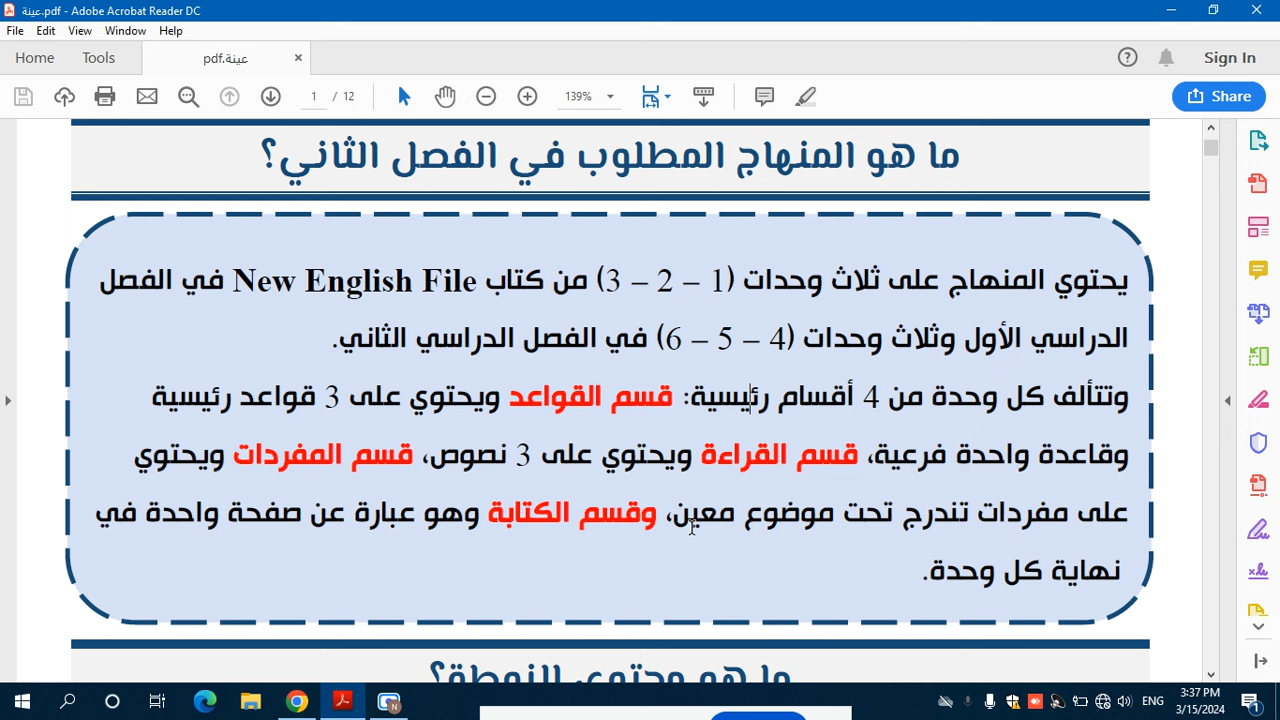 عينة.pdf - Adobe Acrobat Reader DC
File Edit View Window Help
Home Tools عينة.pdf Sign In
1 / 12 139% Share
ما هو المنهاج المطلوب في الفصل الثاني؟
يحتوي المنهاج على ثلاث وحدات (1 – 2 – 3) من كتاب New English File في الفصل
الدراسي الأول وثلاث وحدات (4 – 5 – 6) في الفصل الدراسي الثاني.
وتتألف كل وحدة من 4 أقسام رئيسية: قسم القواعد ويحتوي على 3 قواعد رئيسية
وقاعدة واحدة فرعية، قسم القراءة ويحتوي على 3 نصوص، قسم المفردات ويحتوي
على مفردات تندرج تحت موضوع معين، وقسم الكتابة وهو عبارة عن صفحة واحدة في
نهاية كل وحدة.
ما هو محتوى النوطة؟
ENG
3:37 PM
3/15/2024